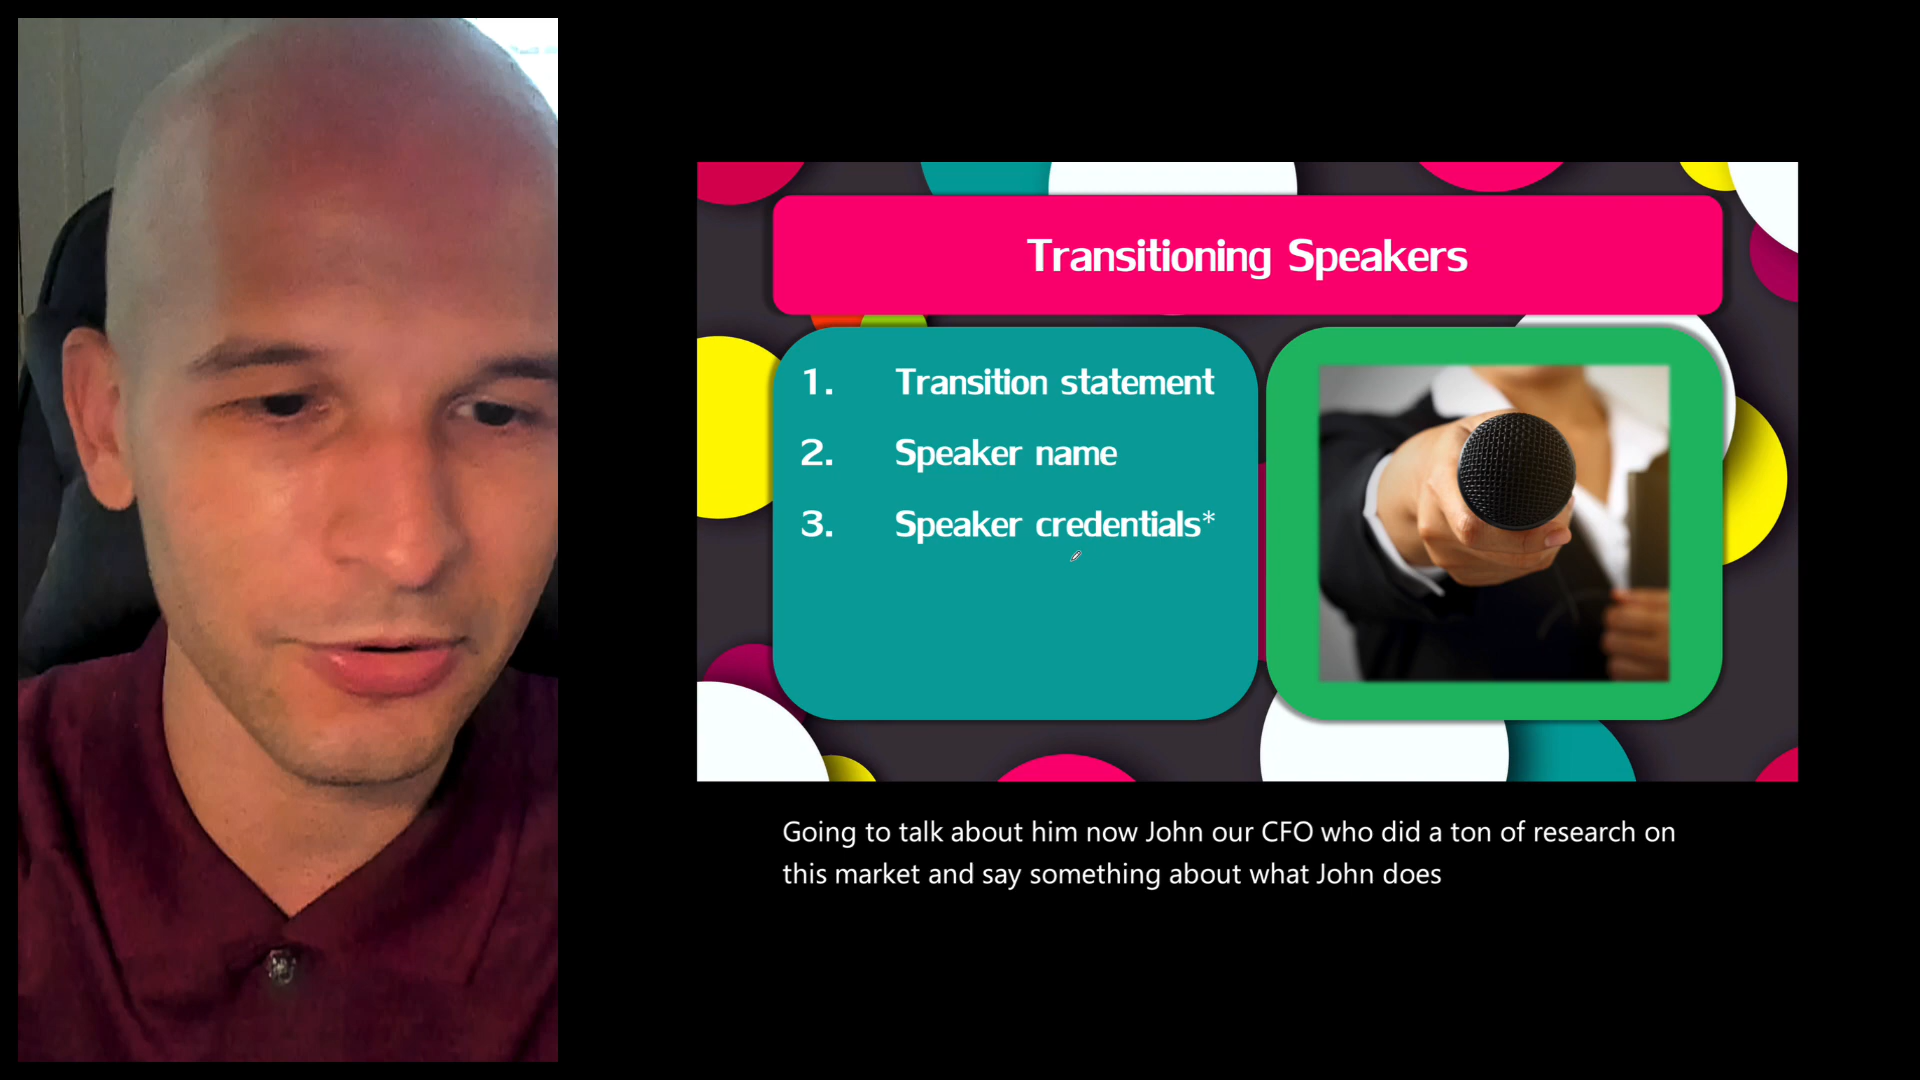 Transitioning Speakers
1. Transition statement
2. Speaker name
3. Speaker credentials*
Going to talk about him now John our CFO who did a ton of research on
this market and say something about what John does